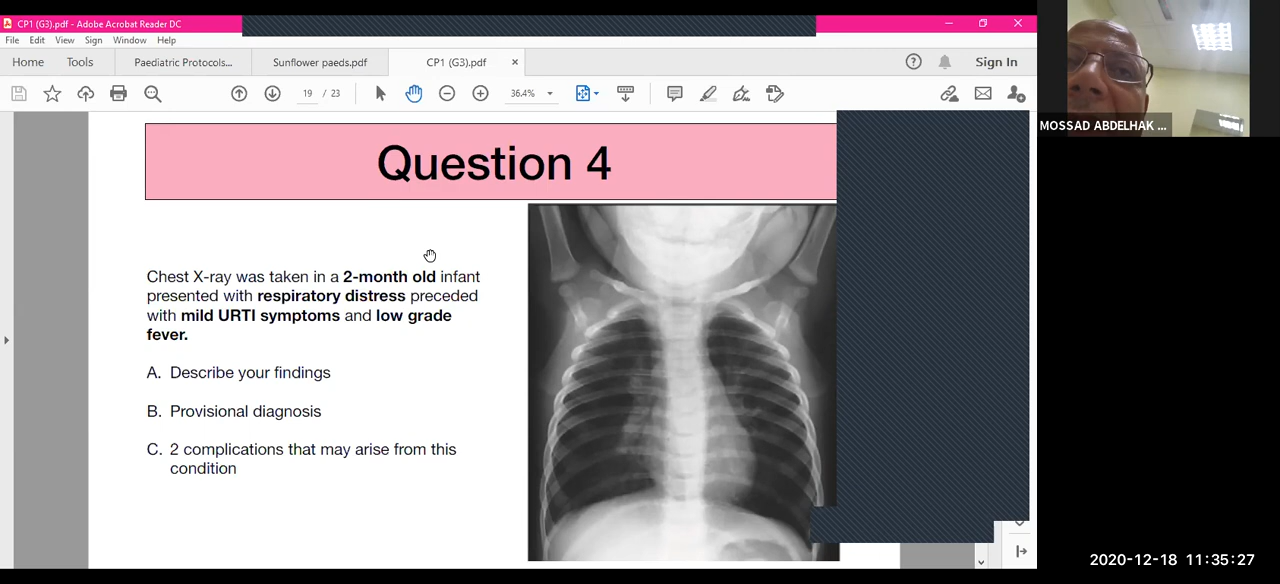 CP1 (G3).pdf - Adobe Acrobat Reader DC
File Edit View Sign Window Help
Home Tools Paediatric Protocols... Sunflower paeds.pdf CP1 (G3).pdf × Sign In
19 / 23 36.4%
MOSSAD ABDELHAK ...
Question 4
Chest X-ray was taken in a 2-month old infant
presented with respiratory distress preceded
with mild URTI symptoms and low grade
fever.
A. Describe your findings
B. Provisional diagnosis
C. 2 complications that may arise from this
condition
2020-12-18 11:35:27